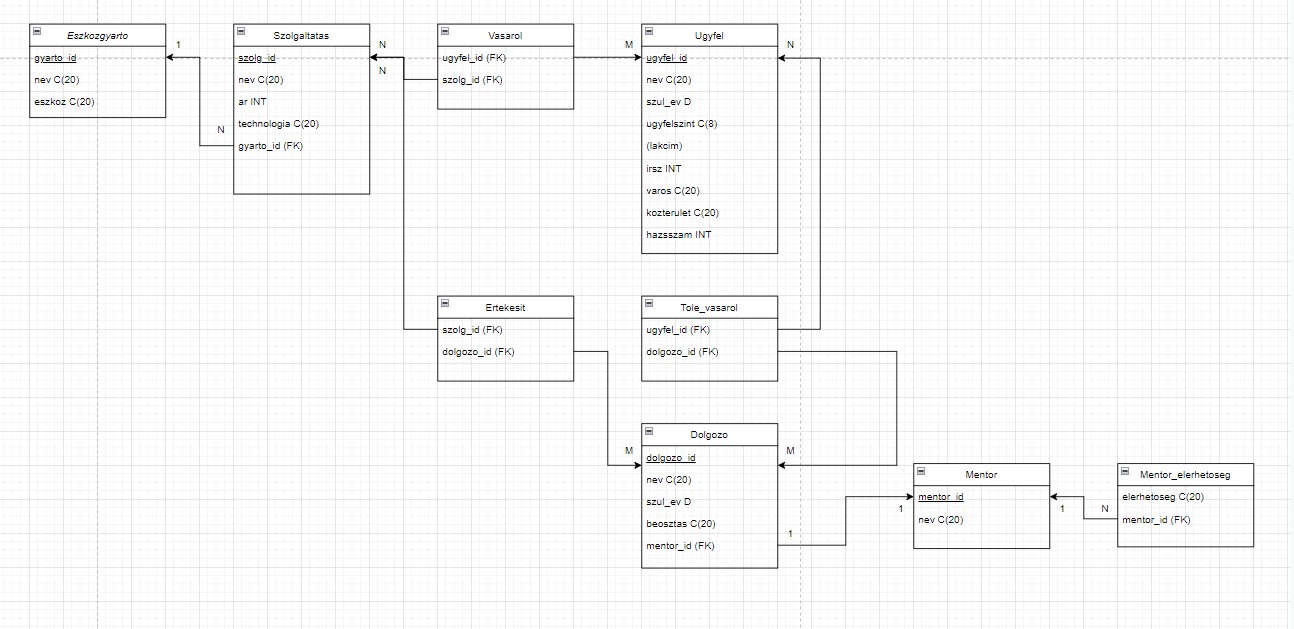 Eszkozgyarto
gyarto_id
nev C(20)
eszkoz C(20)
1
N
Szolgaltatas
szolg_id
nev C(20)
ar INT
technologia C(20)
gyarto_id (FK)
N
N
Vasarol
ugyfel_id (FK)
szolg_id (FK)
M
Ugyfel
ugyfel_id
nev C(20)
szul_ev D
ugyfelszint C(8)
(lakcim)
irsz INT
varos C(20)
kozterulet C(20)
hazsszam INT
N
Ertekesit
szolg_id (FK)
dolgozo_id (FK)
Tole_vasarol
ugyfel_id (FK)
dolgozo_id (FK)
M
Dolgozo
dolgozo_id
nev C(20)
szul_ev D
beosztas C(20)
mentor_id (FK)
M
1
1
Mentor
mentor_id
nev C(20)
1
N
Mentor_elerhetoseg
elerhetoseg C(20)
mentor_id (FK)